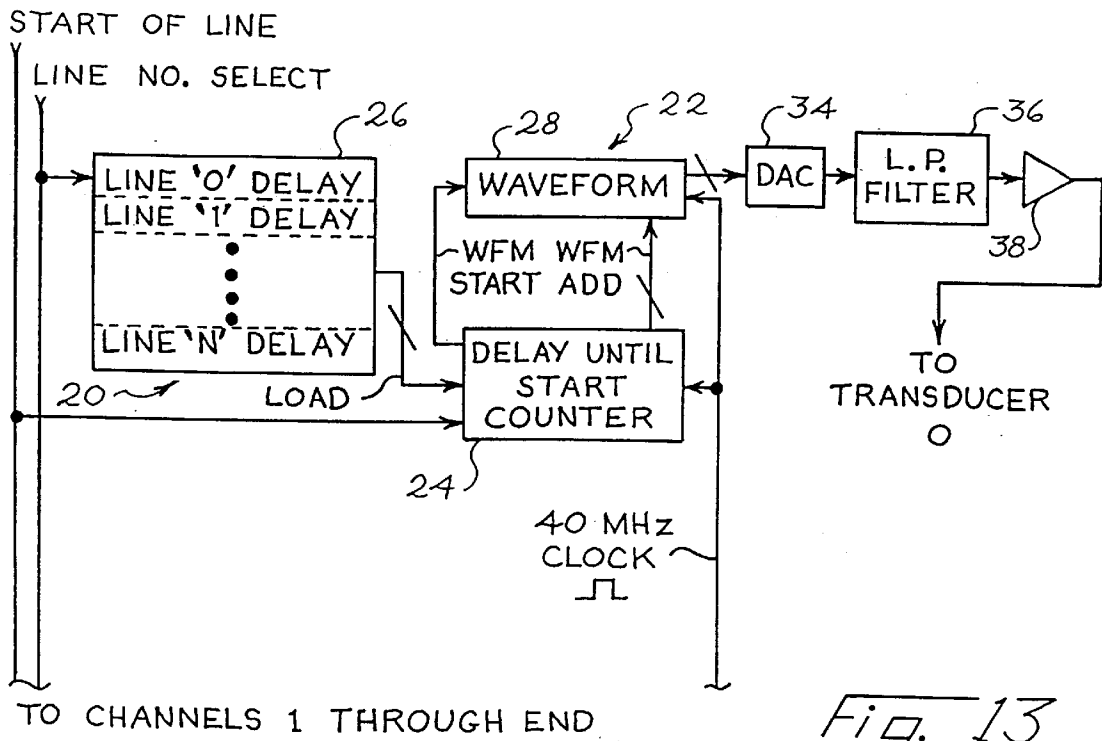 START OF LINE
LINE NO. SELECT
26
28
22
34
36
LINE '0' DELAY
LINE '1' DELAY
LINE 'N' DELAY
WAVEFORM
DAC
L.P.
FILTER
38
WFM WFM
START ADD
20
LOAD
DELAY UNTIL
START
COUNTER
24
TO
TRANSDUCER
0
40 MHz
CLOCK
TO CHANNELS 1 THROUGH END
Fig. 13